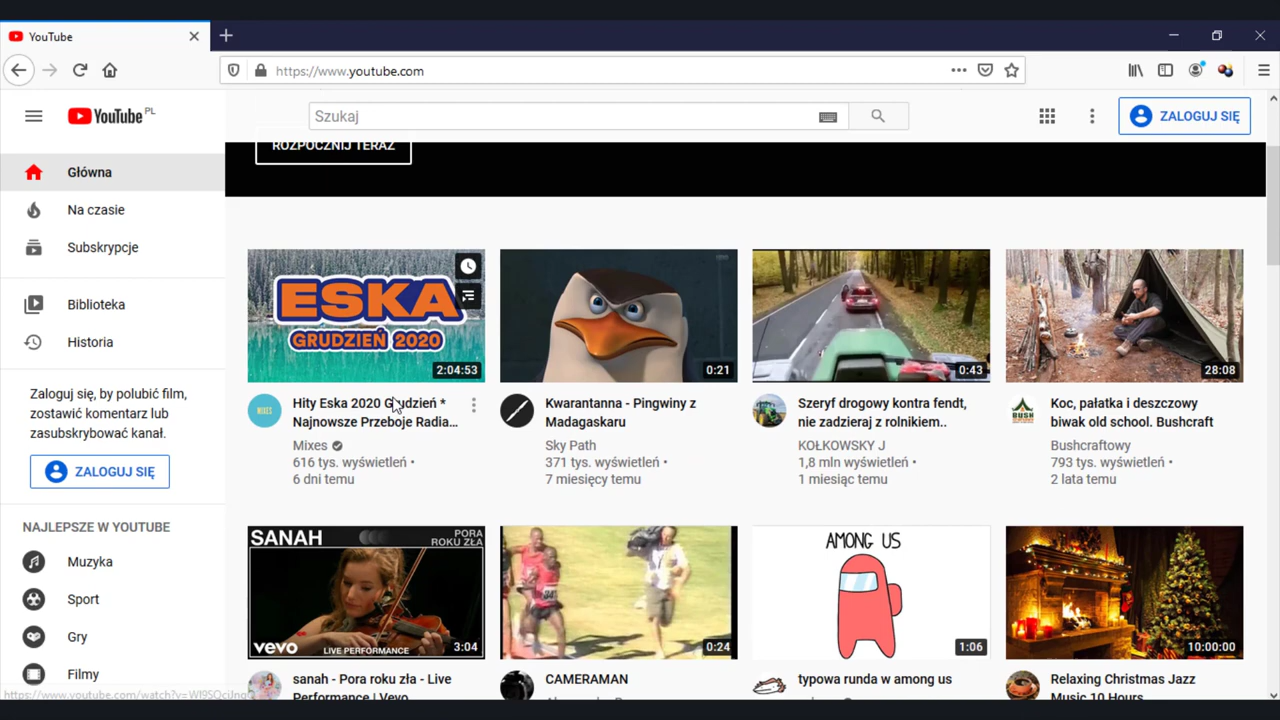 YouTube
https://www.youtube.com
YouTube PL
Szukaj
ZALOGUJ SIĘ
ROZPOCZNIJ TERAZ
Główna
Na czasie
Subskrypcje
Biblioteka
Historia
Zaloguj się, by polubić film,
zostawić komentarz lub
zasubskrybować kanał.
ZALOGUJ SIĘ
NAJLEPSZE W YOUTUBE
Muzyka
Sport
Gry
Filmy
ESKA
GRUDZIEŃ 2020
2:04:53
0:21
0:43
28:08
MIXES
Hity Eska 2020 Grudzień *
Najnowsze Przeboje Radia...
Mixes
616 tys. wyświetleń •
6 dni temu
Kwarantanna - Pingwiny z
Madagaskaru
Sky Path
371 tys. wyświetleń •
7 miesięcy temu
Szeryf drogowy kontra fendt,
nie zadzieraj z rolnikiem..
KOŁKOWSKY J
1,8 mln wyświetleń •
1 miesiąc temu
BUSH
Koc, pałatka i deszczowy
biwak old school. Bushcraft
Bushcraftowy
793 tys. wyświetleń •
2 lata temu
SANAH
PORA
ROKU ZŁA
vevo
LIVE PERFORMANCE
3:04
0:24
AMONG US
1:06
10:00:00
sanah - Pora roku zła - Live
Performance | Vevo
CAMERAMAN
typowa runda w among us
Relaxing Christmas Jazz
Music 10 Hours